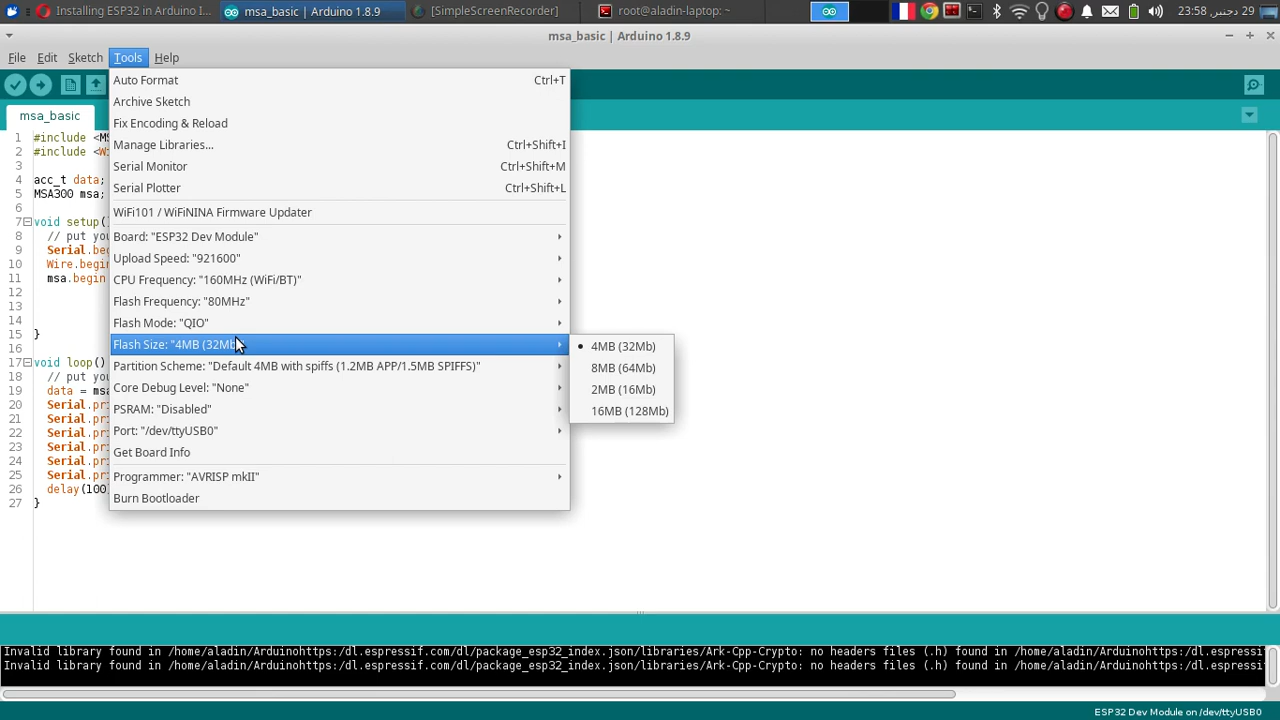 Installing ESP32 in Arduino I...
msa_basic | Arduino 1.8.9
[SimpleScreenRecorder]
root@aladin-laptop: ~
23:58 ,دجنبر 29
msa_basic | Arduino 1.8.9
File Edit Sketch Tools Help
msa_basic
Auto Format Ctrl+T
Archive Sketch
Fix Encoding & Reload
Manage Libraries... Ctrl+Shift+I
Serial Monitor Ctrl+Shift+M
Serial Plotter Ctrl+Shift+L
WiFi101 / WiFiNINA Firmware Updater
Board: "ESP32 Dev Module"
Upload Speed: "921600"
CPU Frequency: "160MHz (WiFi/BT)"
Flash Frequency: "80MHz"
Flash Mode: "QIO"
Flash Size: "4MB (32Mb
Partition Scheme: "Default 4MB with spiffs (1.2MB APP/1.5MB SPIFFS)"
Core Debug Level: "None"
PSRAM: "Disabled"
Port: "/dev/ttyUSB0"
Get Board Info
Programmer: "AVRISP mkII"
Burn Bootloader
4MB (32Mb)
8MB (64Mb)
2MB (16Mb)
16MB (128Mb)
1 #include <MS
2 #include <Wi
3
4 acc_t data;
5 MSA300 msa;
6
7 void setup()
8 // put you
9 Serial.be
10 Wire.begin
11 msa.begin
12
13
14
15 }
16
17 void loop()
18 // put you
19 data = ms
20 Serial.pr
21 Serial.pr
22 Serial.pr
23 Serial.pr
24 Serial.pr
25 Serial.pr
26 delay(100
27 }
Invalid library found in /home/aladin/Arduinohttps:/dl.espressif.com/dl/package_esp32_index.json/libraries/Ark-Cpp-Crypto: no headers files (.h) found in /home/aladin/Arduinohttps:/dl.espressif
Invalid library found in /home/aladin/Arduinohttps:/dl.espressif.com/dl/package_esp32_index.json/libraries/Ark-Cpp-Crypto: no headers files (.h) found in /home/aladin/Arduinohttps:/dl.espressif
ESP32 Dev Module on /dev/ttyUSB0